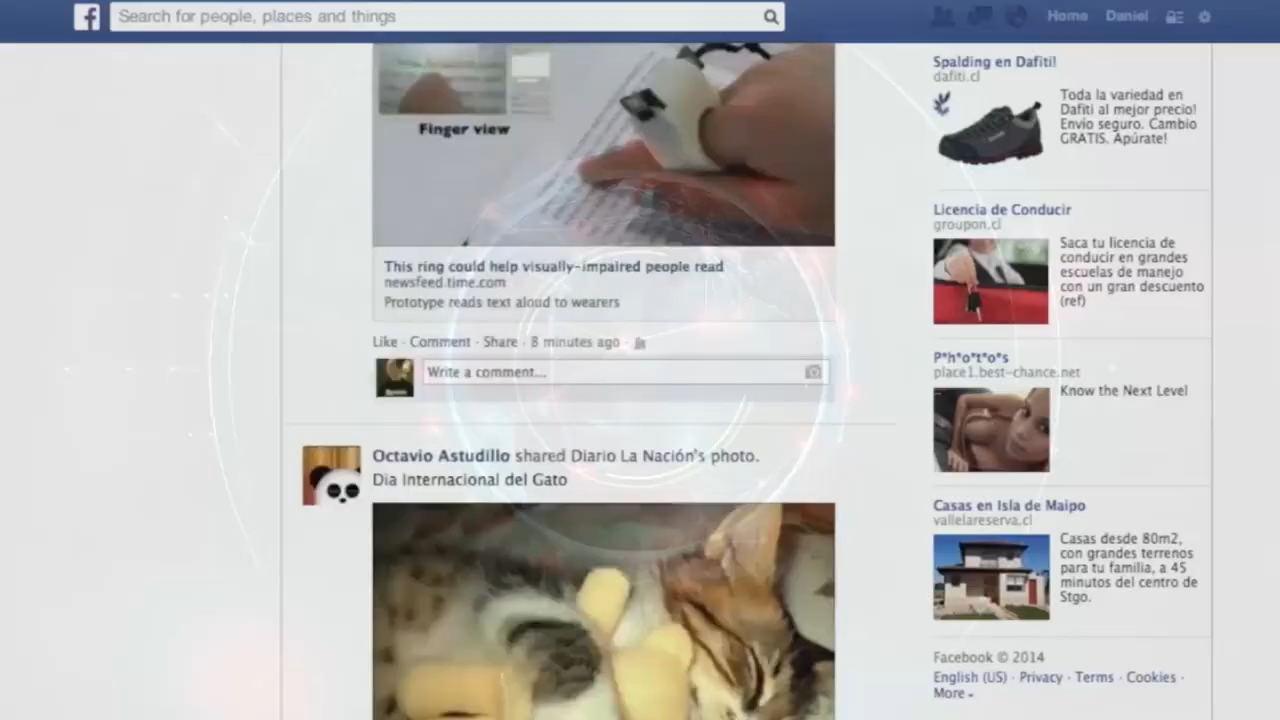 f
Search for people, places and things
Home
Daniel
Finger view
This ring could help visually-impaired people read
newsfeed.time.com
Prototype reads text aloud to wearers
Like · Comment · Share · 8 minutes ago ·
Write a comment...
Octavio Astudillo shared Diario La Nación's photo.
Dia Internacional del Gato
Spalding en Dafiti!
dafiti.cl
Toda la variedad en
Dafiti al mejor precio!
Envio seguro. Cambio
GRATIS. Apúrate!
Licencia de Conducir
groupon.cl
Saca tu licencia de
conducir en grandes
escuelas de manejo
con un gran descuento
(ref)
P*h*o*t*o*s
place1.best-chance.net
Know the Next Level
Casas en Isla de Maipo
vallelareserva.cl
Casas desde 80m2,
con grandes terrenos
para tu familia, a 45
minutos del centro de
Stgo.
Facebook © 2014
English (US) · Privacy · Terms · Cookies ·
More